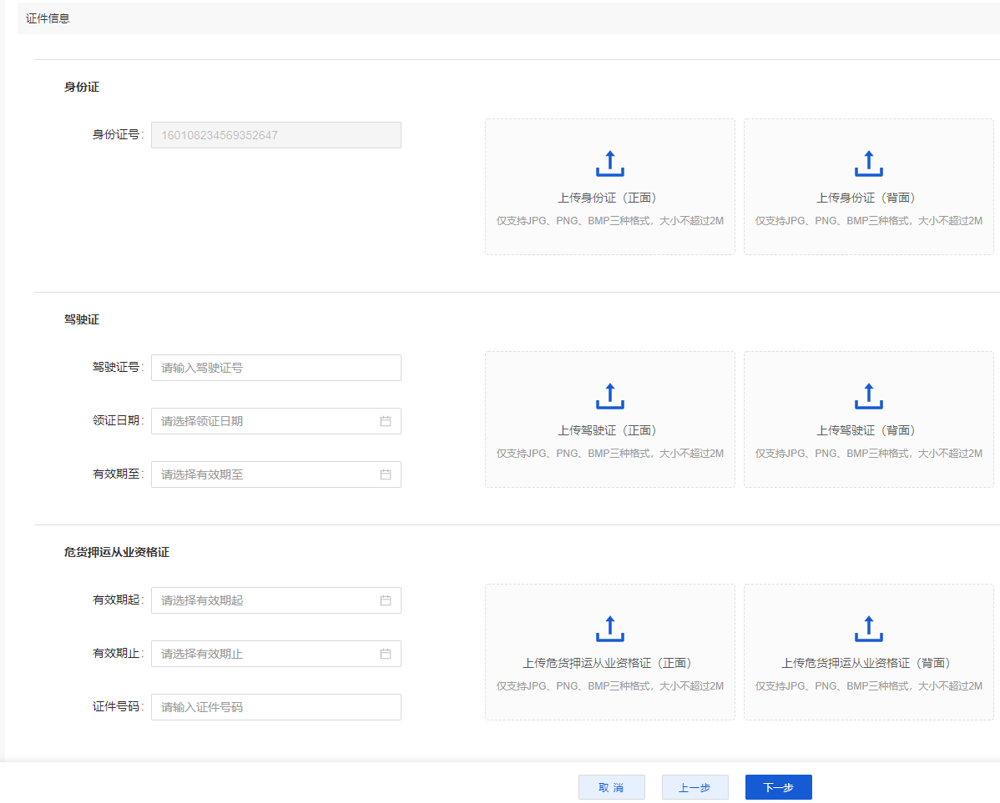 证件信息
身份证
身份证号:
160108234569352647
上传身份证（正面）
仅支持JPG、PNG、BMP三种格式，大小不超过2M
上传身份证（背面）
仅支持JPG、PNG、BMP三种格式，大小不超过2M
驾驶证
驾驶证号:
请输入驾驶证号
领证日期:
请选择领证日期
有效期至:
请选择有效期至
上传驾驶证（正面）
仅支持JPG、PNG、BMP三种格式，大小不超过2M
上传驾驶证（背面）
仅支持JPG、PNG、BMP三种格式，大小不超过2M
危货押运从业资格证
有效期起:
请选择有效期起
有效期止:
请选择有效期止
证件号码:
请输入证件号码
上传危货押运从业资格证（正面）
仅支持JPG、PNG、BMP三种格式，大小不超过2M
上传危货押运从业资格证（背面）
仅支持JPG、PNG、BMP三种格式，大小不超过2M
取 消
上一步
下一步